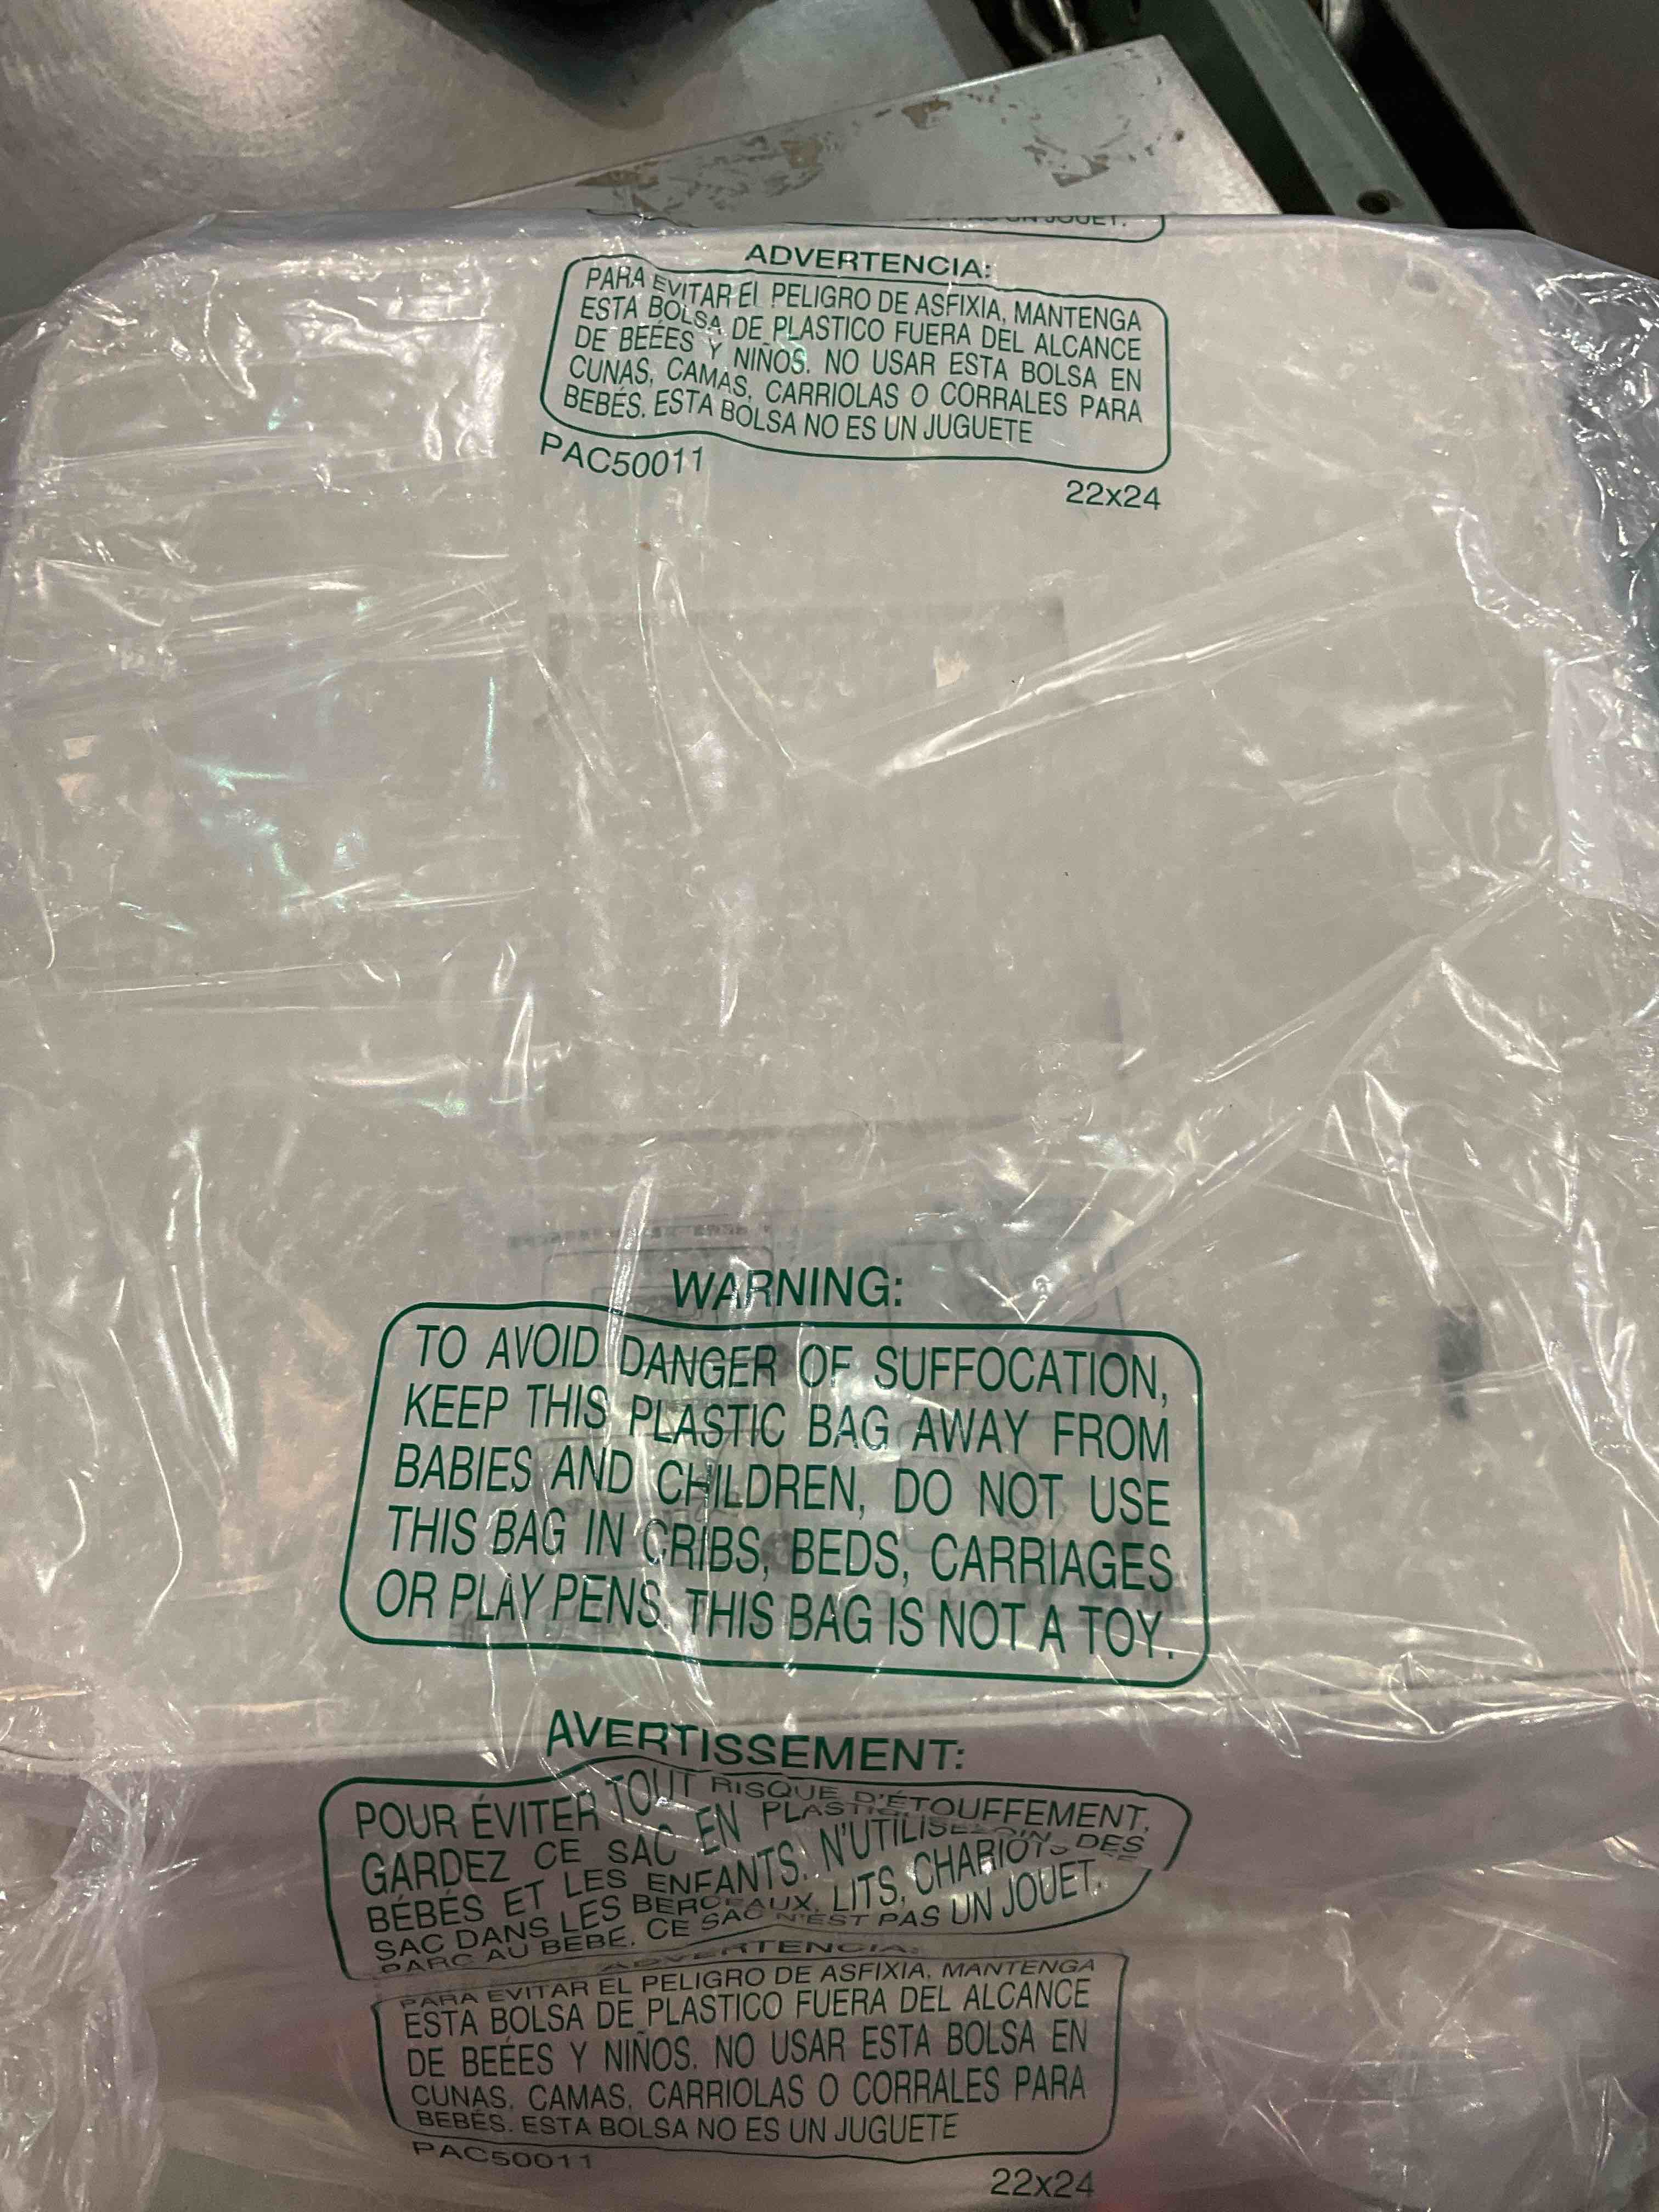 UN JOUET.
ADVERTENCIA:
PARA EVITAR EL PELIGRO DE ASFIXIA, MANTENGA
ESTA BOLSA DE PLASTICO FUERA DEL ALCANCE
DE BEÉES Y NIÑOS. NO USAR ESTA BOLSA EN
CUNAS, CAMAS, CARRIOLAS O CORRALES PARA
BEBÉS. ESTA BOLSA NO ES UN JUGUETE
PAC50011
22x24
WARNING:
TO AVOID DANGER OF SUFFOCATION,
KEEP THIS PLASTIC BAG AWAY FROM
BABIES AND CHILDREN, DO NOT USE
THIS BAG IN CRIBS, BEDS, CARRIAGES
OR PLAY PENS. THIS BAG IS NOT A TOY.
AVERTISSEMENT:
POUR ÉVITER TOUT RISQUE D'ÉTOUFFEMENT,
GARDEZ CE SAC EN PLASTIQUE LOIN DES
BÉBÉS ET LES ENFANTS. N'UTILISEZ CE
SAC DANS LES BERCEAUX, LITS, CHARIOTS
PARC AU BEBE. CE SAC N'EST PAS UN JOUET.
ADVERTENCIA:
PARA EVITAR EL PELIGRO DE ASFIXIA, MANTENGA
ESTA BOLSA DE PLASTICO FUERA DEL ALCANCE
DE BEÉES Y NIÑOS. NO USAR ESTA BOLSA EN
CUNAS, CAMAS, CARRIOLAS O CORRALES PARA
BEBÉS. ESTA BOLSA NO ES UN JUGUETE
PAC50011
22x24